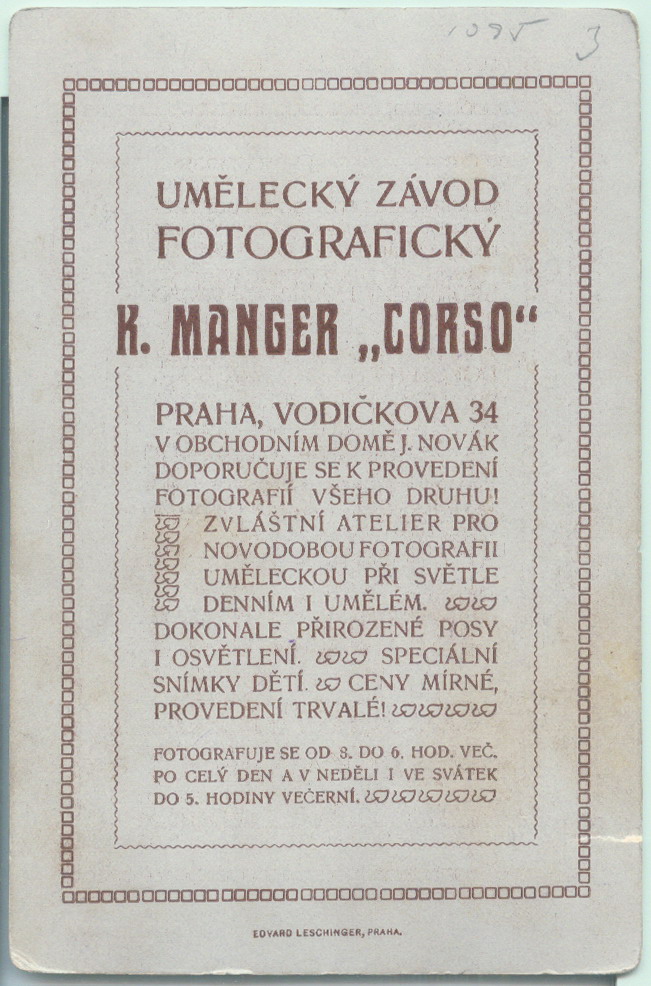 1095 3
UMĚLECKÝ ZÁVOD
FOTOGRAFICKÝ
K. MANGER „CORSO“
PRAHA, VODIČKOVA 34
V OBCHODNÍM DOMĚ J. NOVÁK
DOPORUČUJE SE K PROVEDENÍ
FOTOGRAFIÍ VŠEHO DRUHU!
ZVLÁŠTNÍ ATELIER PRO
NOVODOBOU FOTOGRAFII
UMĚLECKOU PŘI SVĚTLE
DENNÍM I UMĚLÉM.
DOKONALE PŘIROZENÉ POSY
I OSVĚTLENÍ. SPECIÁLNÍ
SNÍMKY DĚTÍ. CENY MÍRNÉ,
PROVEDENÍ TRVALÉ!
FOTOGRAFUJE SE OD 8. DO 6. HOD. VEČ.
PO CELÝ DEN A V NEDĚLI I VE SVÁTEK
DO 5. HODINY VEČERNÍ.
EDVARD LESCHINGER, PRAHA.